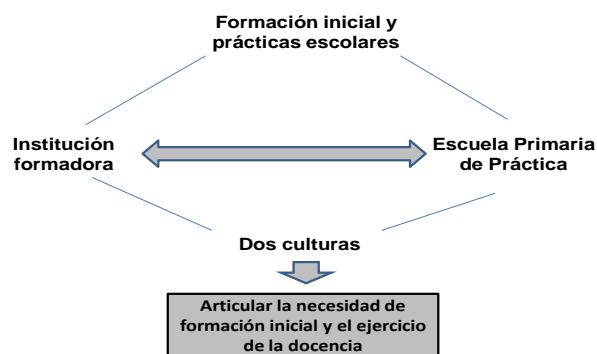 Formación inicial y
prácticas escolares
Institución
formadora
Escuela Primaria
de Práctica
Dos culturas
Articular la necesidad de
formación inicial y el ejercicio
de la docencia